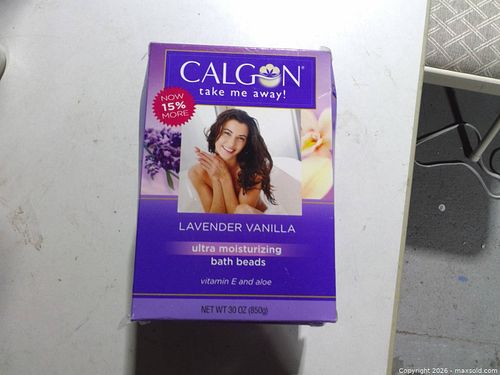 CALGON®
take me away!
NOW
15%
MORE
LAVENDER VANILLA
ultra moisturizing
bath beads
vitamin E and aloe
NET WT 30 OZ (850g)
Copyright 2026 - maxsold.com